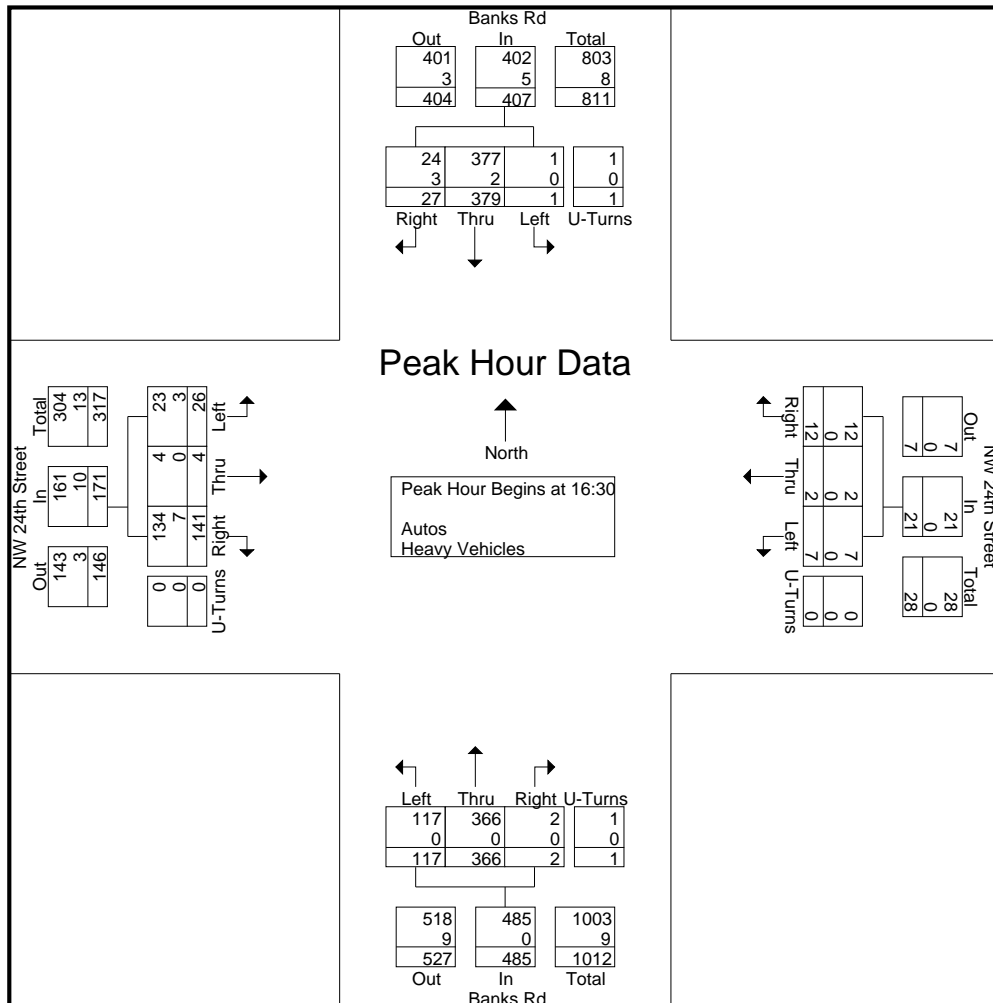 Banks Rd
Out In Total
401 402 803
3 5 8
404 407 811
24 377 1 1
3 2 0 0
27 379 1 1
Right Thru Left U-Turns
Peak Hour Data
North
Peak Hour Begins at 16:30
Autos
Heavy Vehicles
NW 24th Street
Total In Out
304 161 143
13 10 3
317 171 146
23 4 134 0
3 0 7 0
26 4 141 0
Left Thru Right U-Turns
NW 24th Street
Out In Total
7 21 28
0 0 0
7 21 28
12 2 7 0
0 0 0 0
12 2 7 0
Right Thru Left U-Turns
Left Thru Right U-Turns
117 366 2 1
0 0 0 0
117 366 2 1
518 485 1003
9 0 9
527 485 1012
Out In Total
Banks Rd